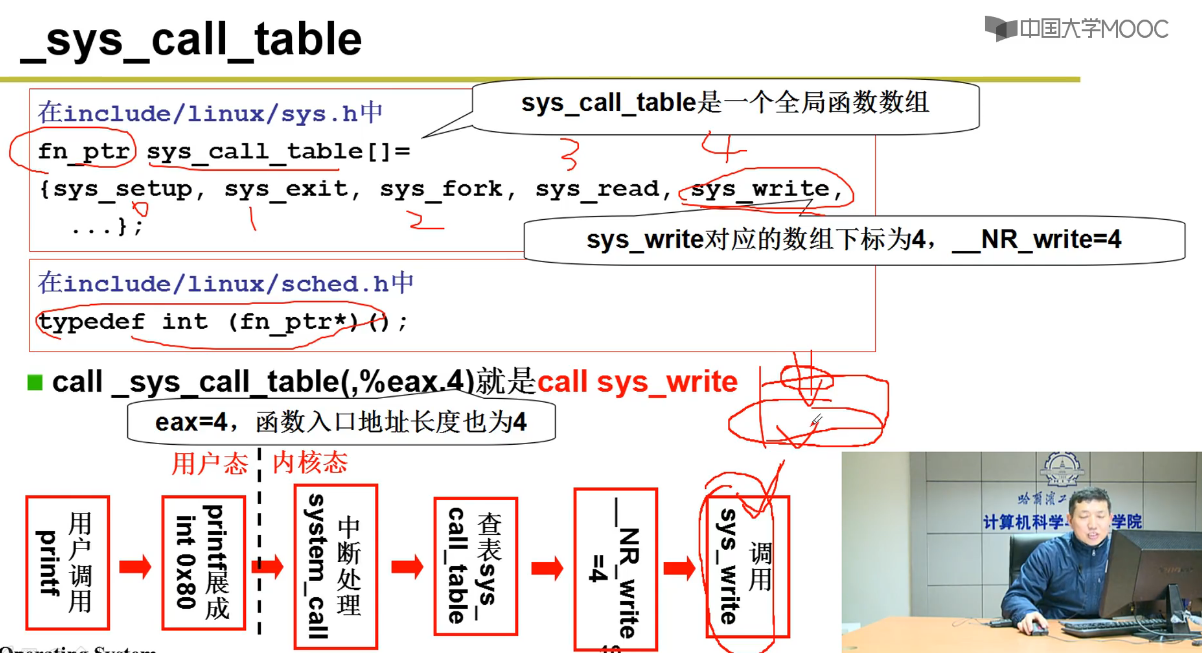 _sys_call_table
中国大学MOOC
在include/linux/sys.h中
sys_call_table是一个全局函数数组
fn_ptr sys_call_table[]=
3 4
{sys_setup, sys_exit, sys_fork, sys_read, sys_write,
0 1 2
...};
sys_write对应的数组下标为4，__NR_write=4
在include/linux/sched.h中
typedef int (fn_ptr*)();
call _sys_call_table(,%eax,4)就是call sys_write
eax=4，函数入口地址长度也为4
用户态 内核态
用户调用
printf
printf展成
int 0x80
中断处理
system_call
查表sys_
call_table
__NR_write
=4
调用
sys_write
计算机科学与
学院
Operating System